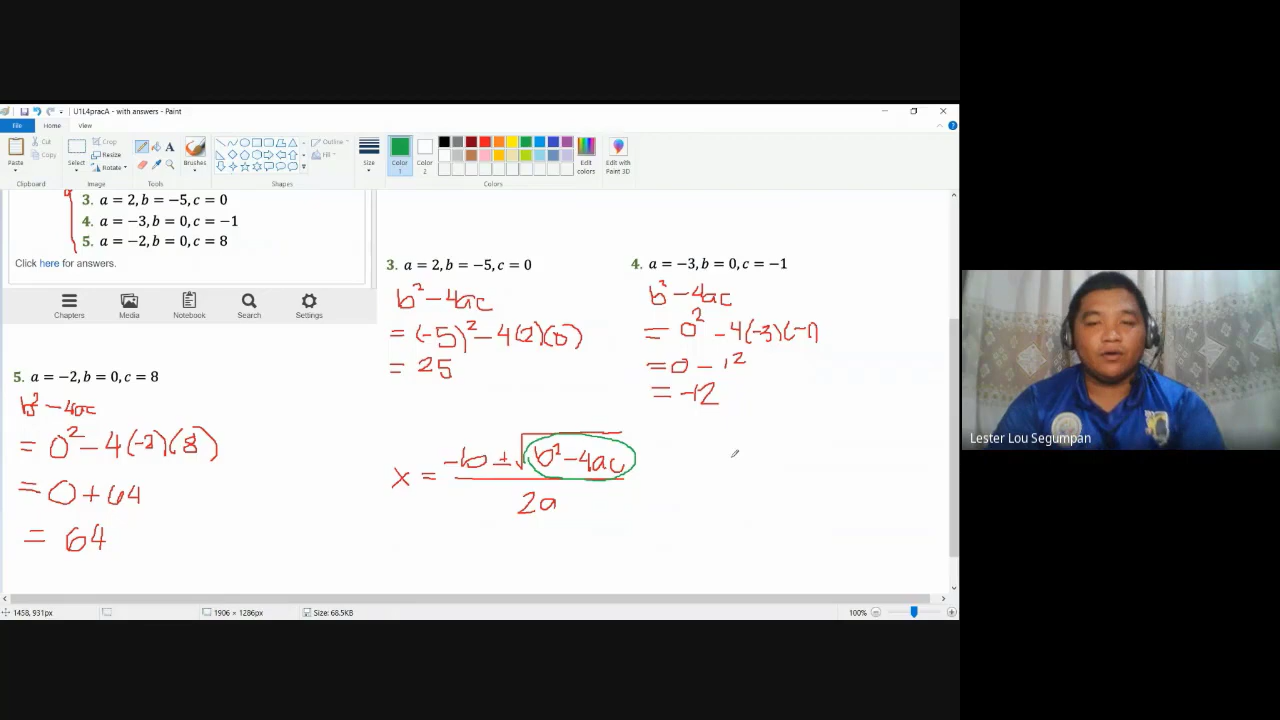 U1L4pracA - with answers - Paint
File
Home
View
Paste
Cut
Copy
Clipboard
Select
Crop
Resize
Rotate
Image
A
Tools
Brushes
Outline
Fill
Shapes
Size
Color 1
Color 2
Colors
Edit colors
Edit with Paint 3D
3. a = 2, b = −5, c = 0
4. a = −3, b = 0, c = −1
5. a = −2, b = 0, c = 8
Click here for answers.
Chapters
Media
Notebook
Search
Settings
5. a = −2, b = 0, c = 8
b² − 4ac
= 0² − 4(−2)(8)
= 0 + 64
= 64
3. a = 2, b = −5, c = 0
b² − 4ac
= (−5)² − 4(2)(0)
= 25
4. a = −3, b = 0, c = −1
b² − 4ac
= 0² − 4(−3)(−1)
= 0 − 12
= −12
x = −b ± √b² − 4ac
2a
Lester Lou Segumpan
1458, 931px
1906 × 1286px
Size: 68.5KB
100%